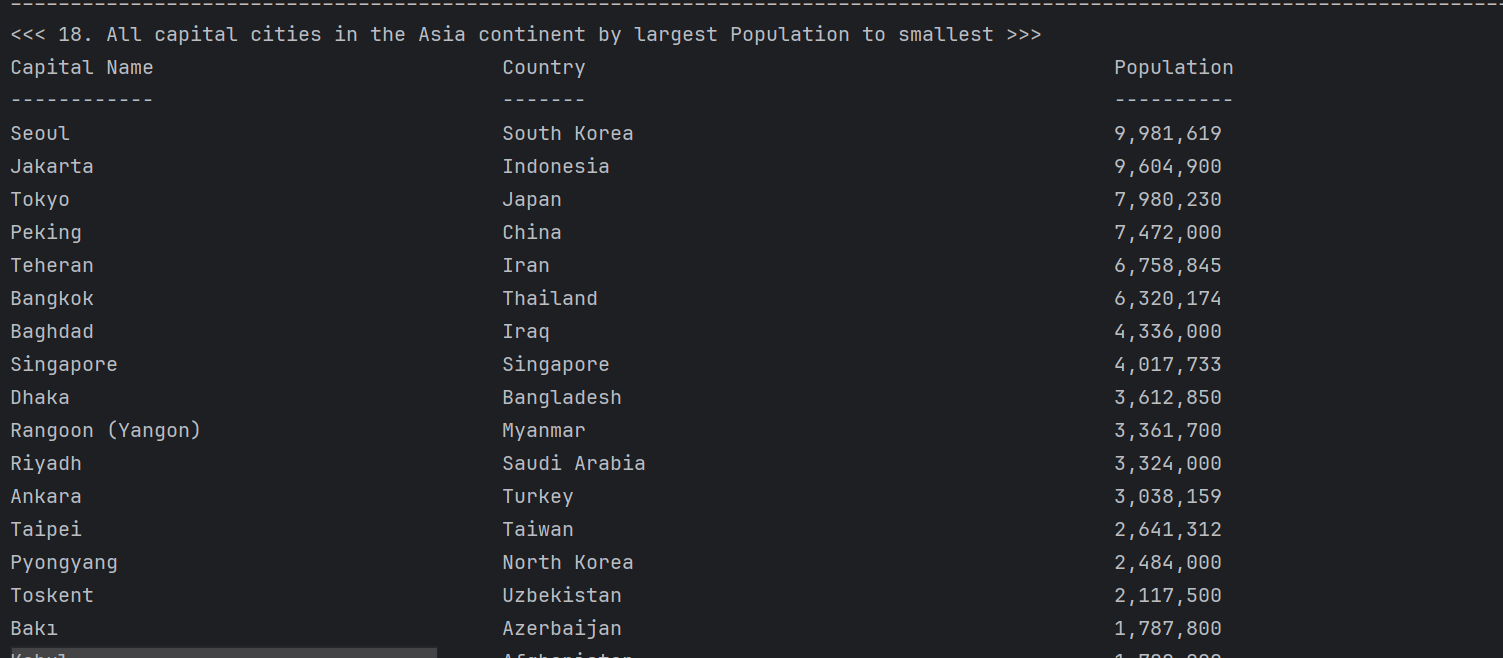 <<< 18. All capital cities in the Asia continent by largest Population to smallest >>>
Capital Name Country Population
------------ ------- ----------
Seoul South Korea 9,981,619
Jakarta Indonesia 9,604,900
Tokyo Japan 7,980,230
Peking China 7,472,000
Teheran Iran 6,758,845
Bangkok Thailand 6,320,174
Baghdad Iraq 4,336,000
Singapore Singapore 4,017,733
Dhaka Bangladesh 3,612,850
Rangoon (Yangon) Myanmar 3,361,700
Riyadh Saudi Arabia 3,324,000
Ankara Turkey 3,038,159
Taipei Taiwan 2,641,312
Pyongyang North Korea 2,484,000
Toskent Uzbekistan 2,117,500
Bakı Azerbaijan 1,787,800
Kabul Afghanistan